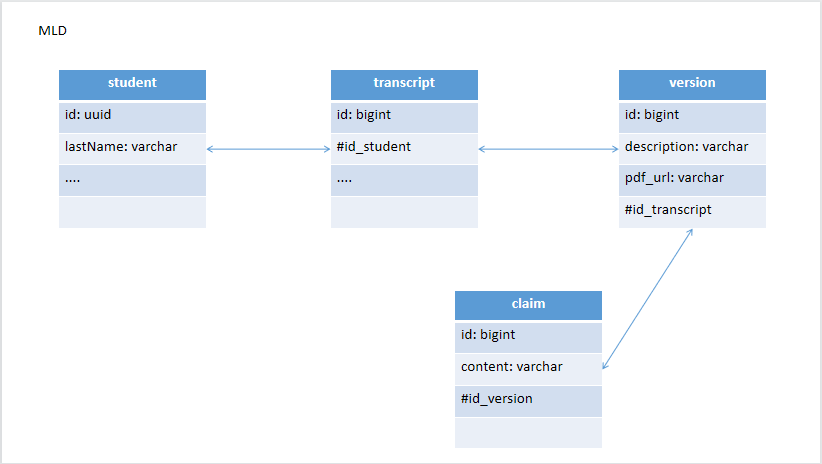 MLD
student
id: uuid
lastName: varchar
....
transcript
id: bigint
#id_student
....
version
id: bigint
description: varchar
pdf_url: varchar
#id_transcript
claim
id: bigint
content: varchar
#id_version